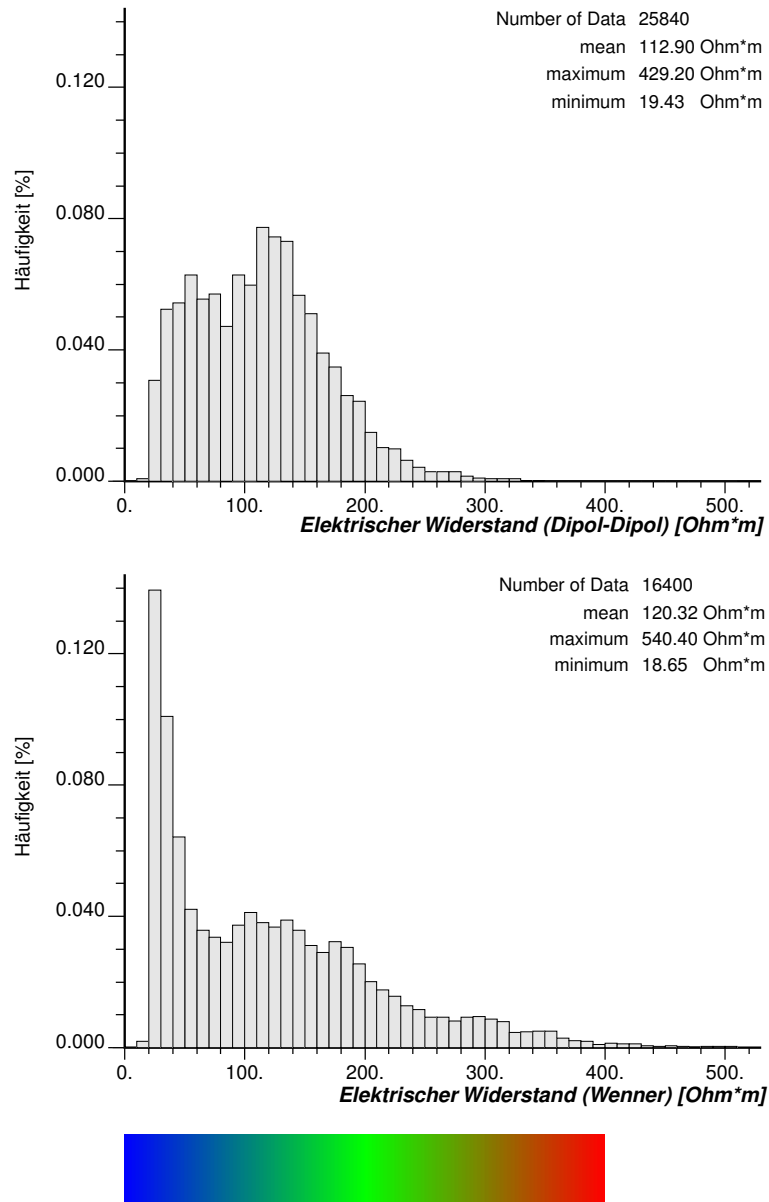 Number of Data 25840
mean 112.90 Ohm*m
maximum 429.20 Ohm*m
minimum 19.43 Ohm*m
Häufigkeit [%]
0.120
0.080
0.040
0.000
0. 100. 200. 300. 400. 500.
Elektrischer Widerstand (Dipol-Dipol) [Ohm*m]
Number of Data 16400
mean 120.32 Ohm*m
maximum 540.40 Ohm*m
minimum 18.65 Ohm*m
Häufigkeit [%]
0.120
0.080
0.040
0.000
0. 100. 200. 300. 400. 500.
Elektrischer Widerstand (Wenner) [Ohm*m]